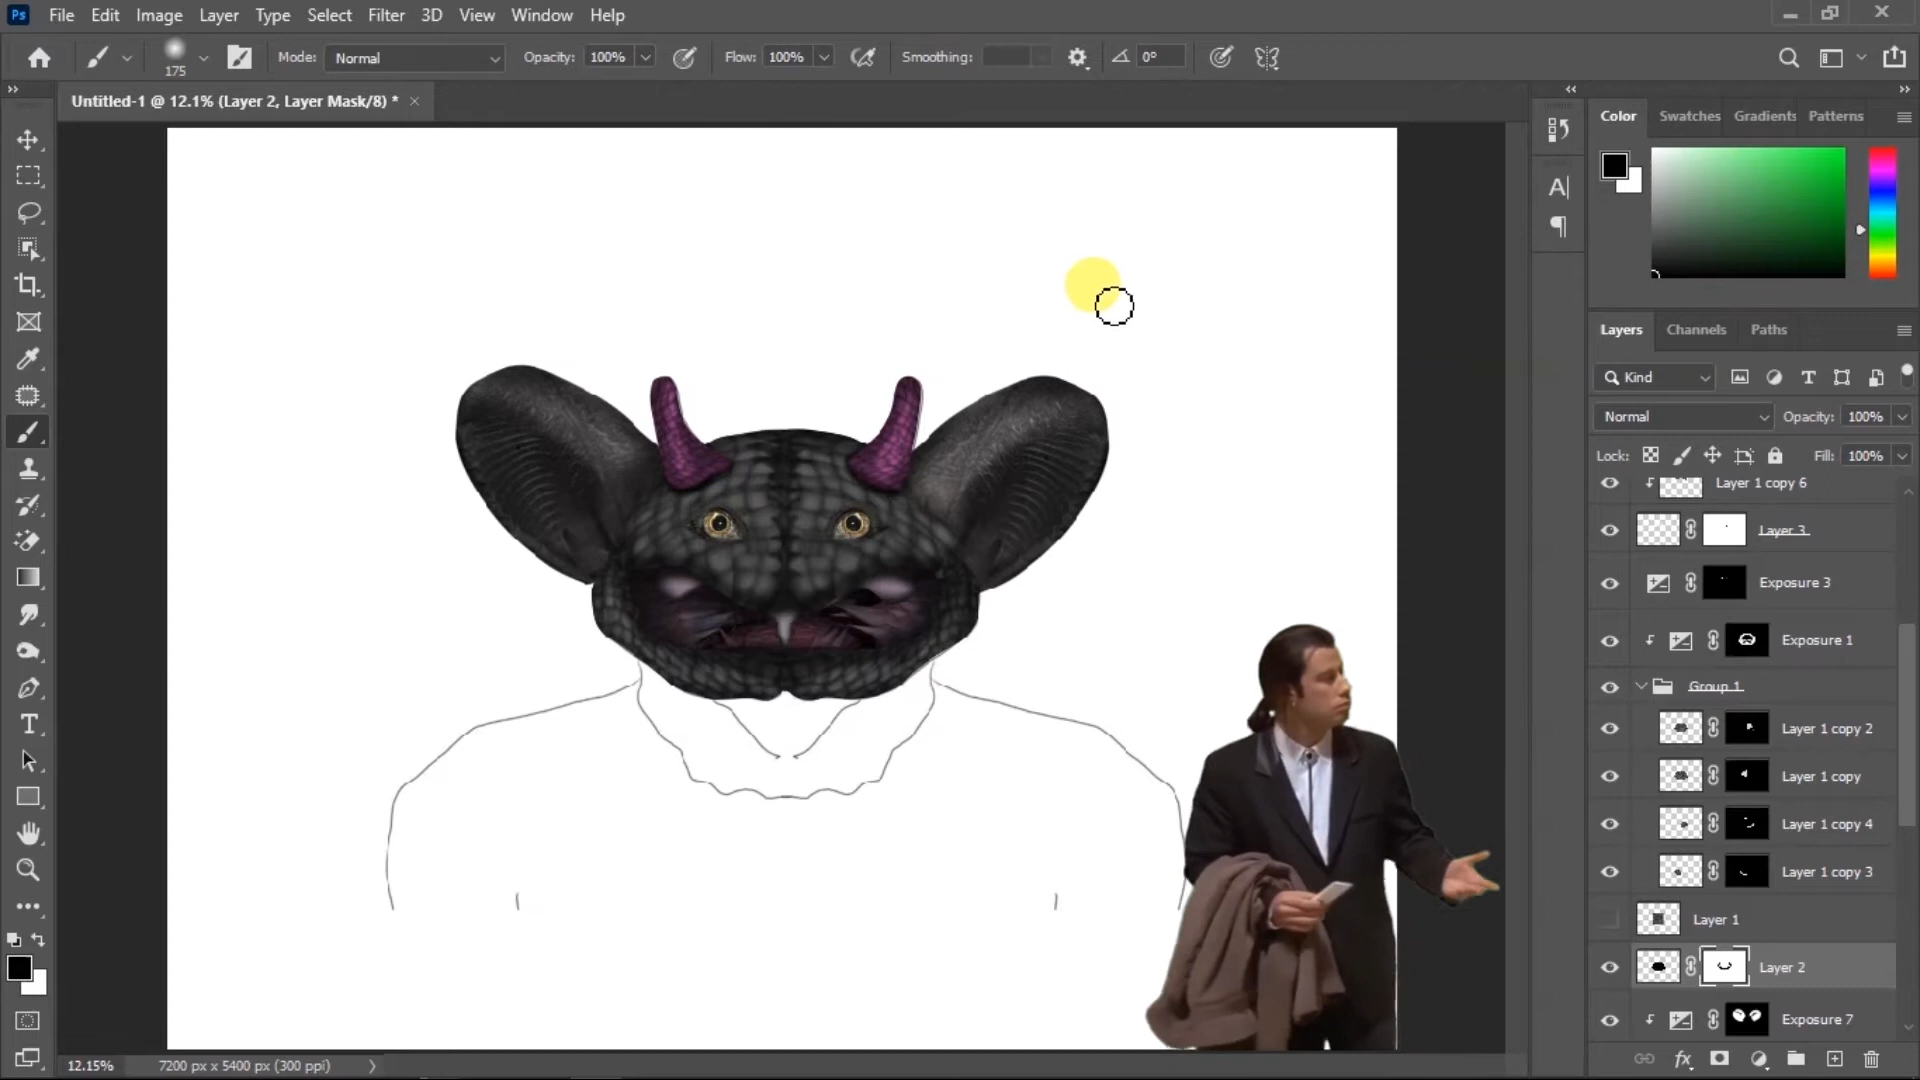 Ps File Edit Image Layer Type Select Filter 3D View Window Help
175 Mode: Normal Opacity: 100% Flow: 100% Smoothing: 0°
Untitled-1 @ 12.1% (Layer 2, Layer Mask/8) * ×
Color Swatches Gradients Patterns
Layers Channels Paths
Kind
Normal Opacity: 100%
Lock: Fill: 100%
Layer 1 copy 6
Layer 3
Exposure 3
Exposure 1
Group 1
Layer 1 copy 2
Layer 1 copy
Layer 1 copy 4
Layer 1 copy 3
Layer 1
Layer 2
Exposure 7
12.15% 7200 px x 5400 px (300 ppi)